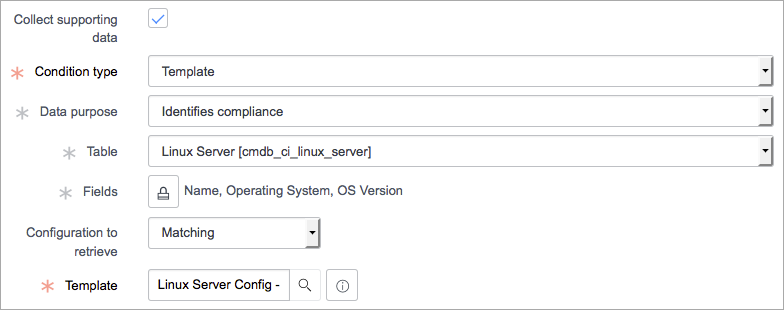 Collect supporting
data
Condition type
Template
Data purpose
Identifies compliance
Table
Linux Server [cmdb_ci_linux_server]
Fields
Name, Operating System, OS Version
Configuration to
retrieve
Matching
Template
Linux Server Config -